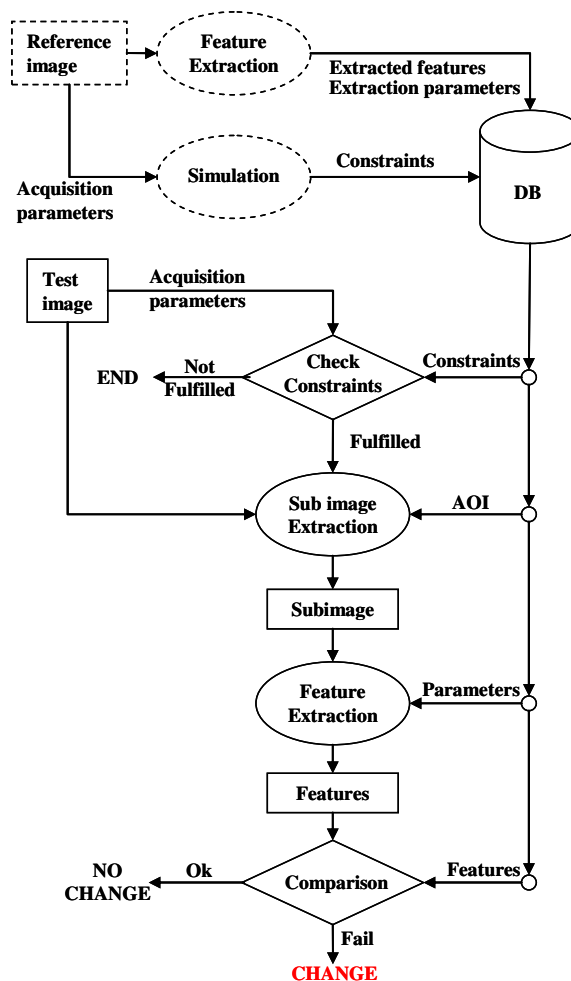 Reference
image
Feature
Extraction
Extracted features
Extraction parameters
Simulation
Constraints
Acquisition
parameters
DB
Test
image
Acquisition
parameters
Check
Constraints
Constraints
END
Not
Fulfilled
Fulfilled
Sub image
Extraction
AOI
Subimage
Feature
Extraction
Parameters
Features
NO
CHANGE
Ok
Comparison
Features
Fail
CHANGE